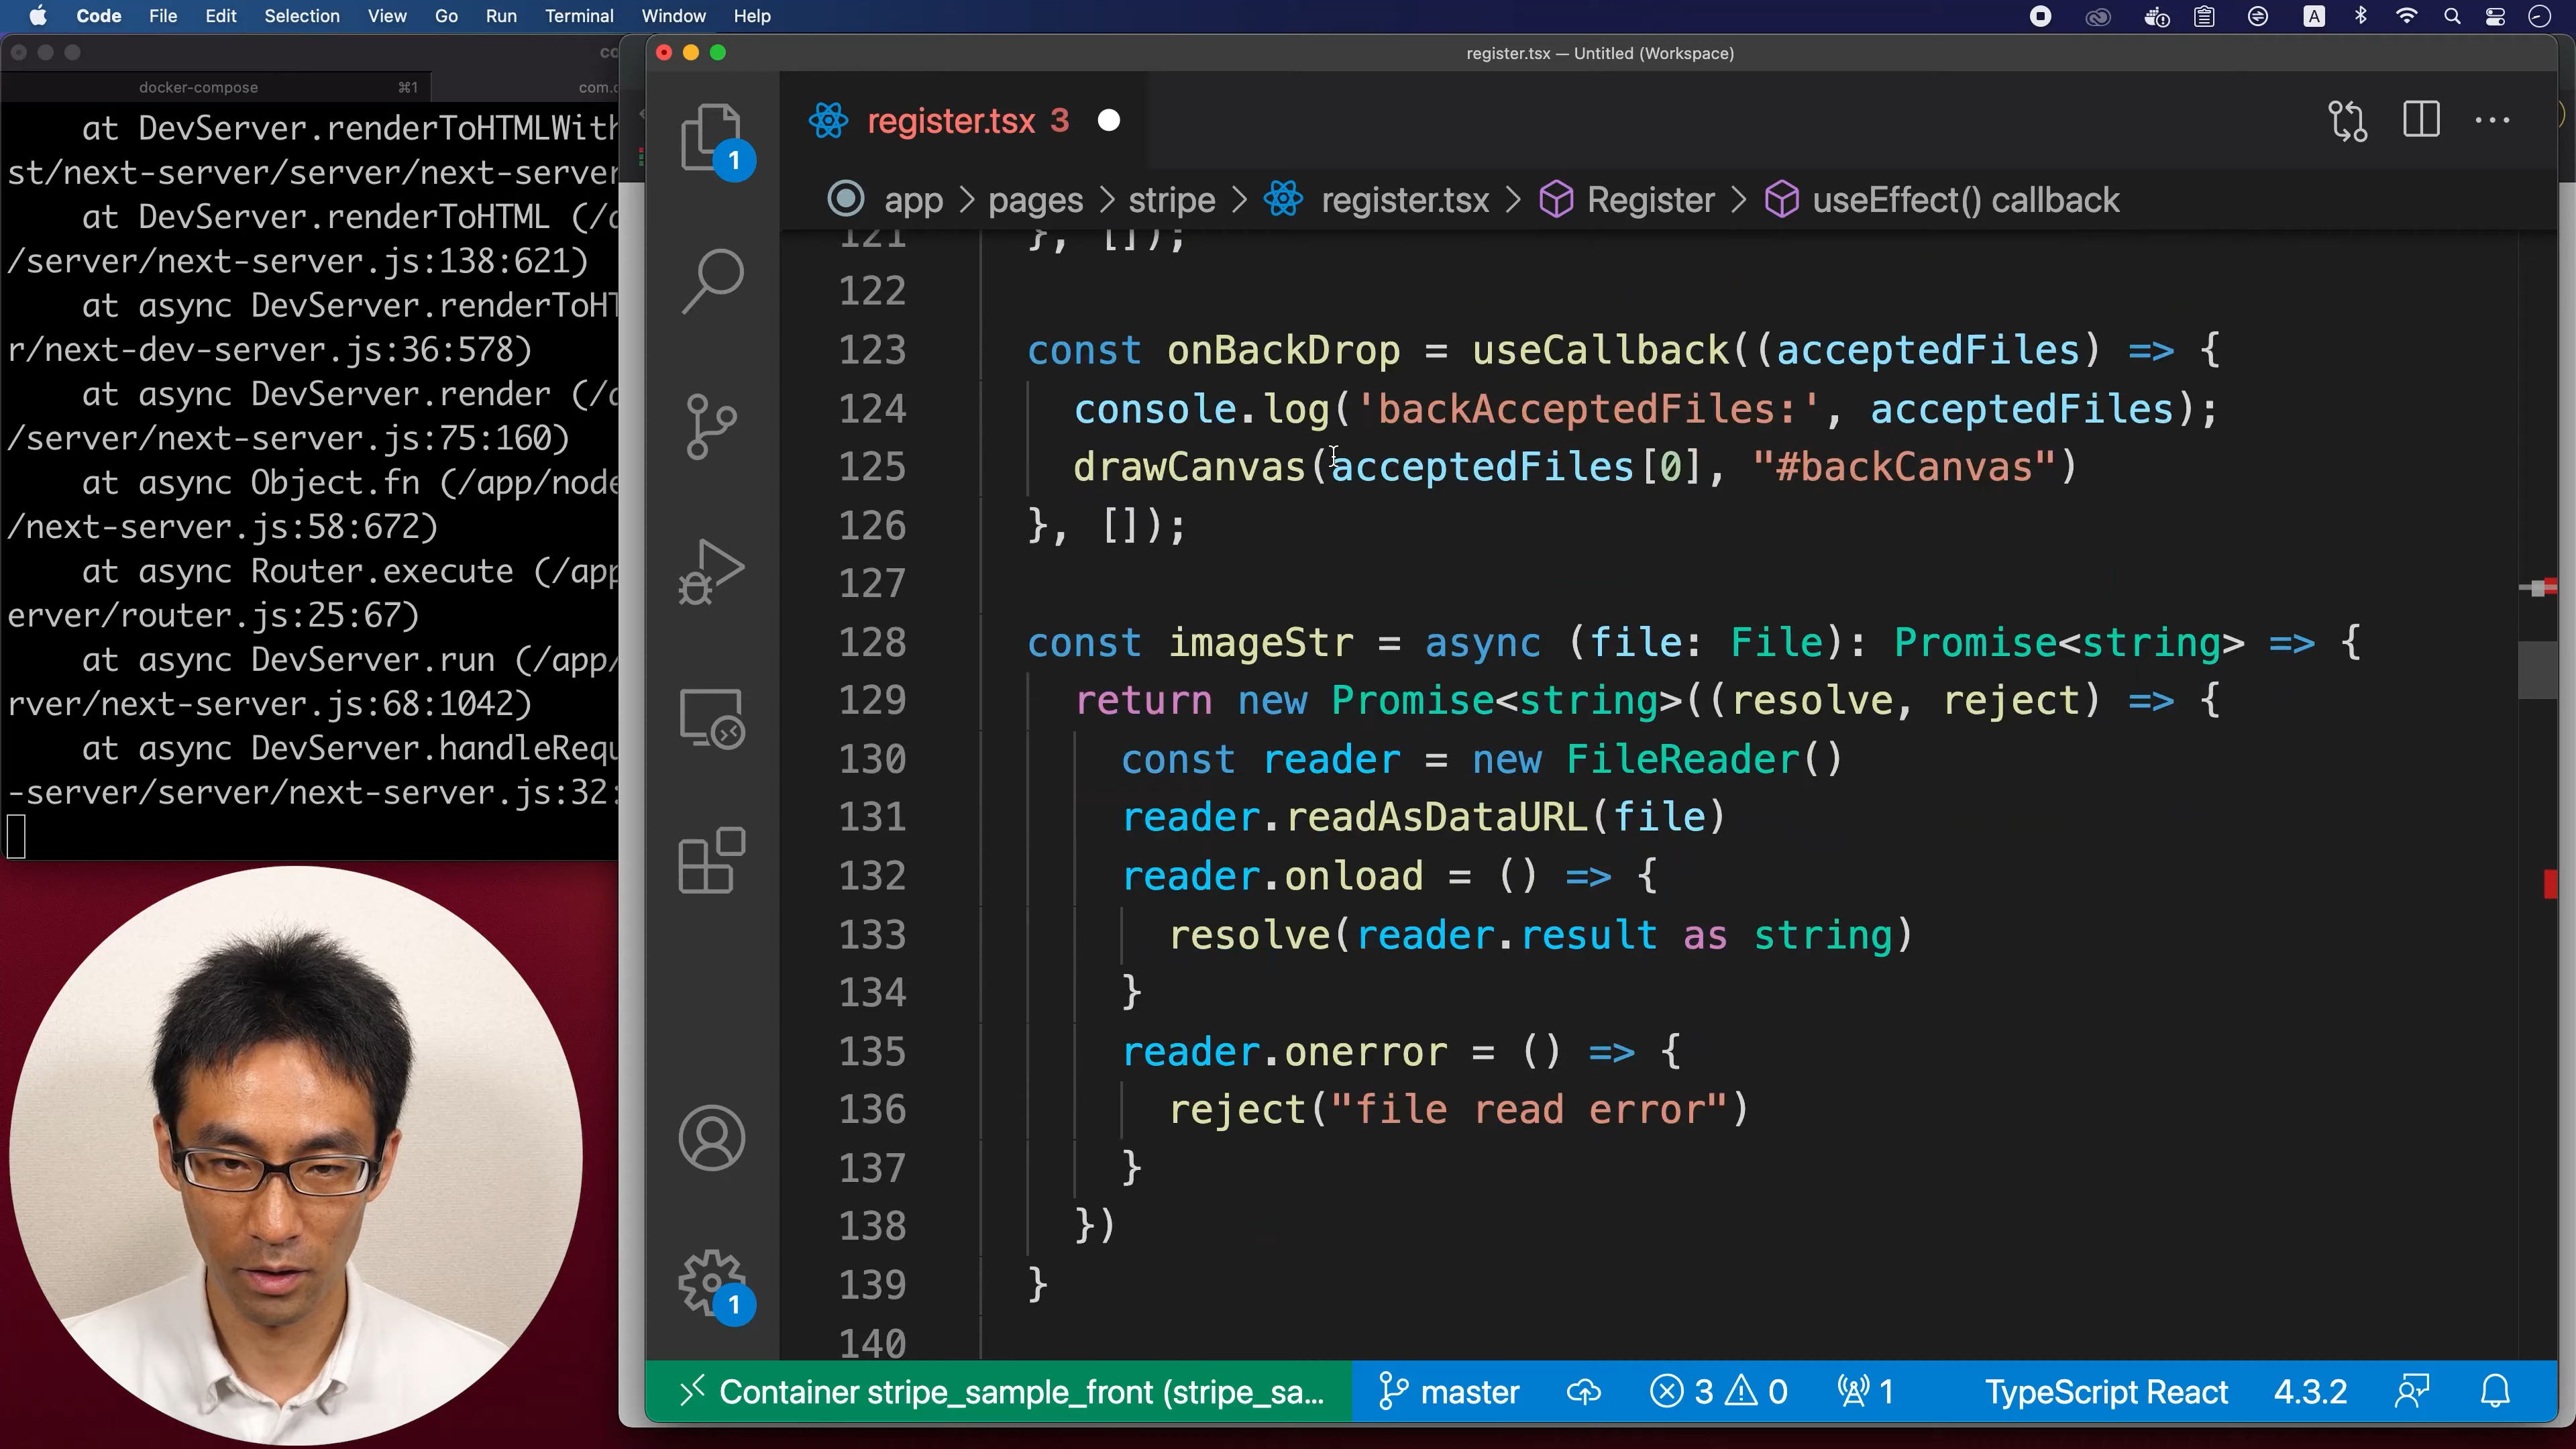 Code File Edit Selection View Go Run Terminal Window Help
A
docker-compose ⌘1
at DevServer.renderToHTMLWith
st/next-server/server/next-server
at DevServer.renderToHTML (/a
/server/next-server.js:138:621)
at async DevServer.renderToHT
r/next-dev-server.js:36:578)
at async DevServer.render (/a
/server/next-server.js:75:160)
at async Object.fn (/app/node
/next-server.js:58:672)
at async Router.execute (/app
erver/router.js:25:67)
at async DevServer.run (/app/
rver/next-server.js:68:1042)
at async DevServer.handleRequ
-server/server/next-server.js:32:
register.tsx — Untitled (Workspace)
register.tsx 3
app > pages > stripe > register.tsx > Register > useEffect() callback
121 }, []);
122
123 const onBackDrop = useCallback((acceptedFiles) => {
124 console.log('backAcceptedFiles:', acceptedFiles);
125 drawCanvas(acceptedFiles[0], "#backCanvas")
126 }, []);
127
128 const imageStr = async (file: File): Promise<string> => {
129 return new Promise<string>((resolve, reject) => {
130 const reader = new FileReader()
131 reader.readAsDataURL(file)
132 reader.onload = () => {
133 resolve(reader.result as string)
134 }
135 reader.onerror = () => {
136 reject("file read error")
137 }
138 })
139 }
140
1
1
Container stripe_sample_front (stripe_sa... master 3 0 1 TypeScript React 4.3.2